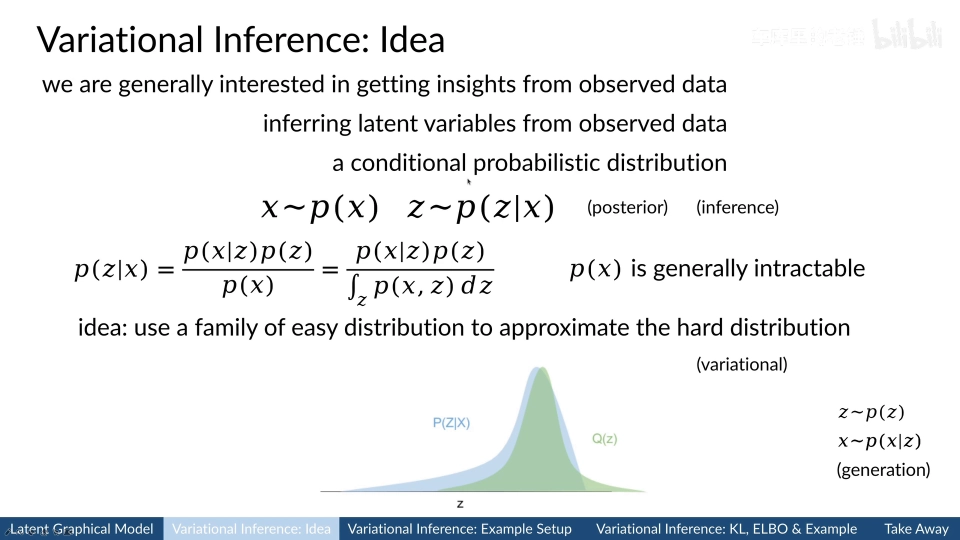 Variational Inference: Idea
bilibili
we are generally interested in getting insights from observed data
inferring latent variables from observed data
a conditional probabilistic distribution
x~p(x) z~p(z|x) (posterior) (inference)
p(z|x) = p(x|z)p(z) / p(x) = p(x|z)p(z) / ∫_z p(x, z) dz p(x) is generally intractable
idea: use a family of easy distribution to approximate the hard distribution
(variational)
P(Z|X)
Q(z)
z
z~p(z)
x~p(x|z)
(generation)
Latent Graphical Model Variational Inference: Idea Variational Inference: Example Setup Variational Inference: KL, ELBO & Example Take Away